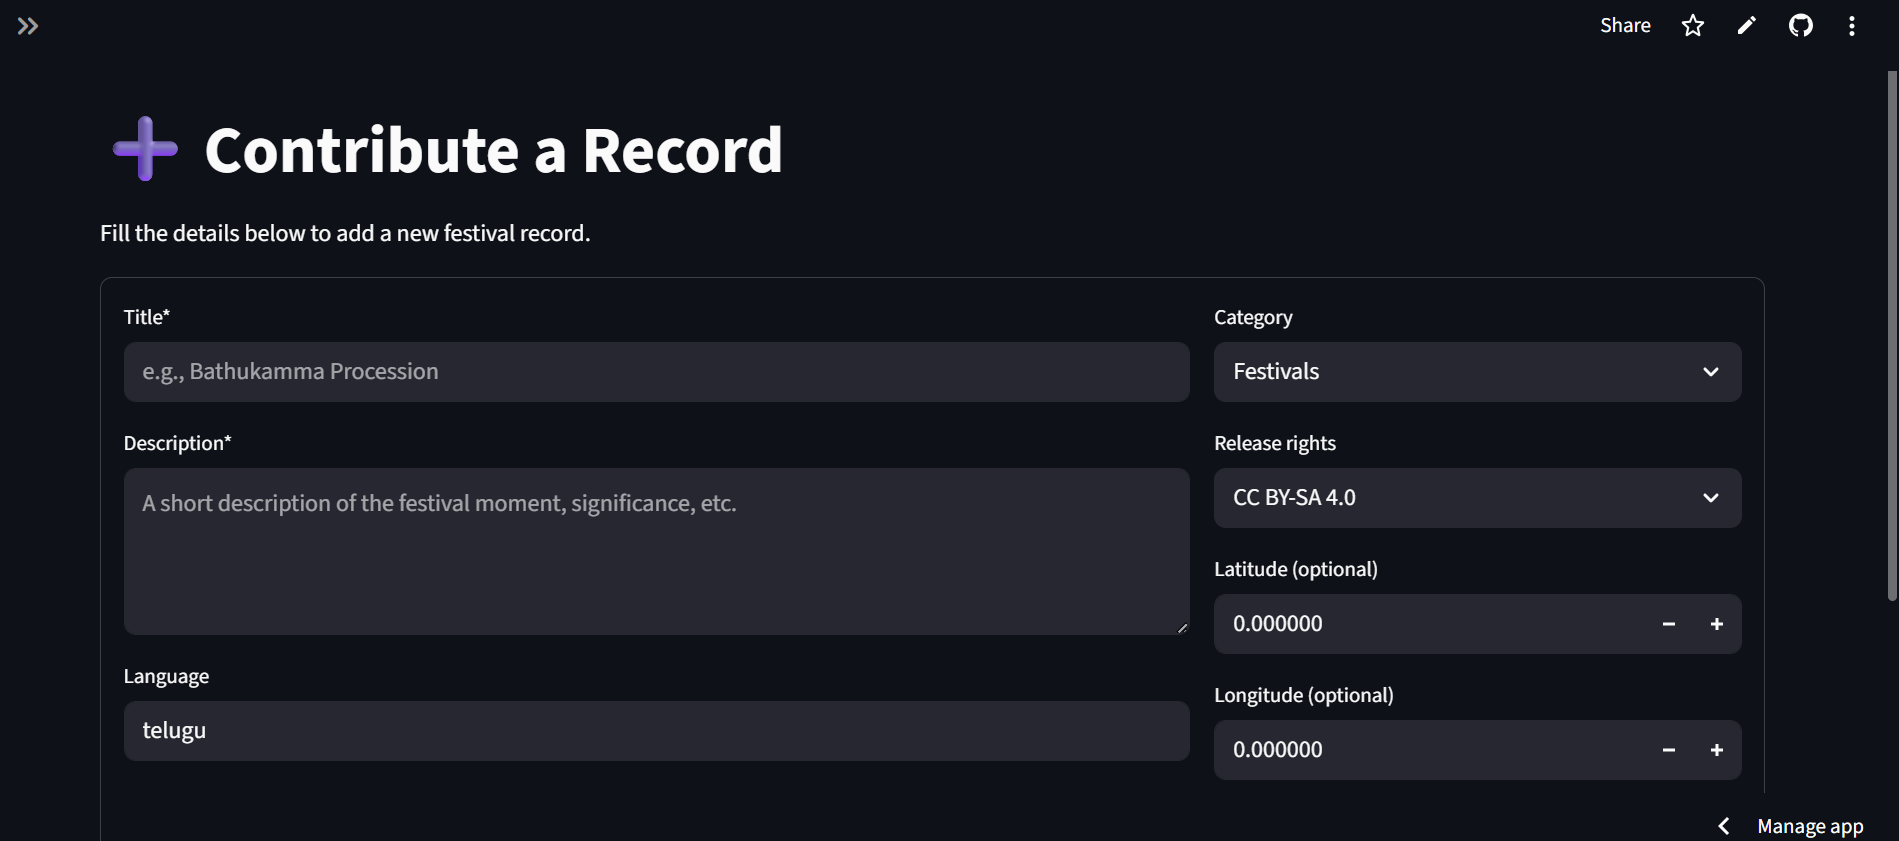 Share
Contribute a Record
Fill the details below to add a new festival record.
Title*
e.g., Bathukamma Procession
Description*
A short description of the festival moment, significance, etc.
Language
telugu
Category
Festivals
Release rights
CC BY-SA 4.0
Latitude (optional)
0.000000
Longitude (optional)
0.000000
Manage app